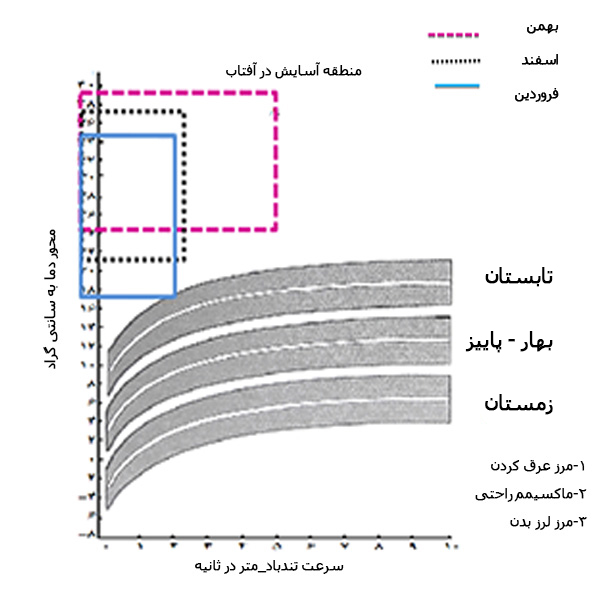 بهمن
اسفند
فروردین
منطقه آسایش در آفتاب
محور دما به سانتی گراد
تابستان
بهار - پاییز
زمستان
۱-مرز عرق کردن
۲-ماکسیمم راحتی
۳-مرز لرز بدن
سرعت تندباد_متر در ثانیه